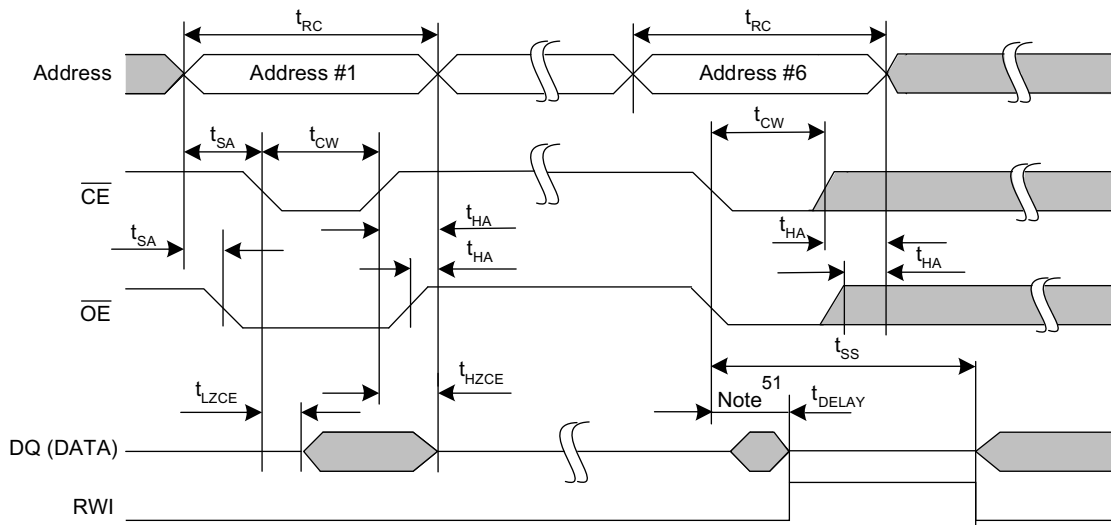 tRC tRC
Address Address #1 Address #6
tSA tCW tCW
CE
tHA
tSA tHA tHA
tHA
OE
tSS
tLZCE tHZCE
Note 51 tDELAY
DQ (DATA)
RWI